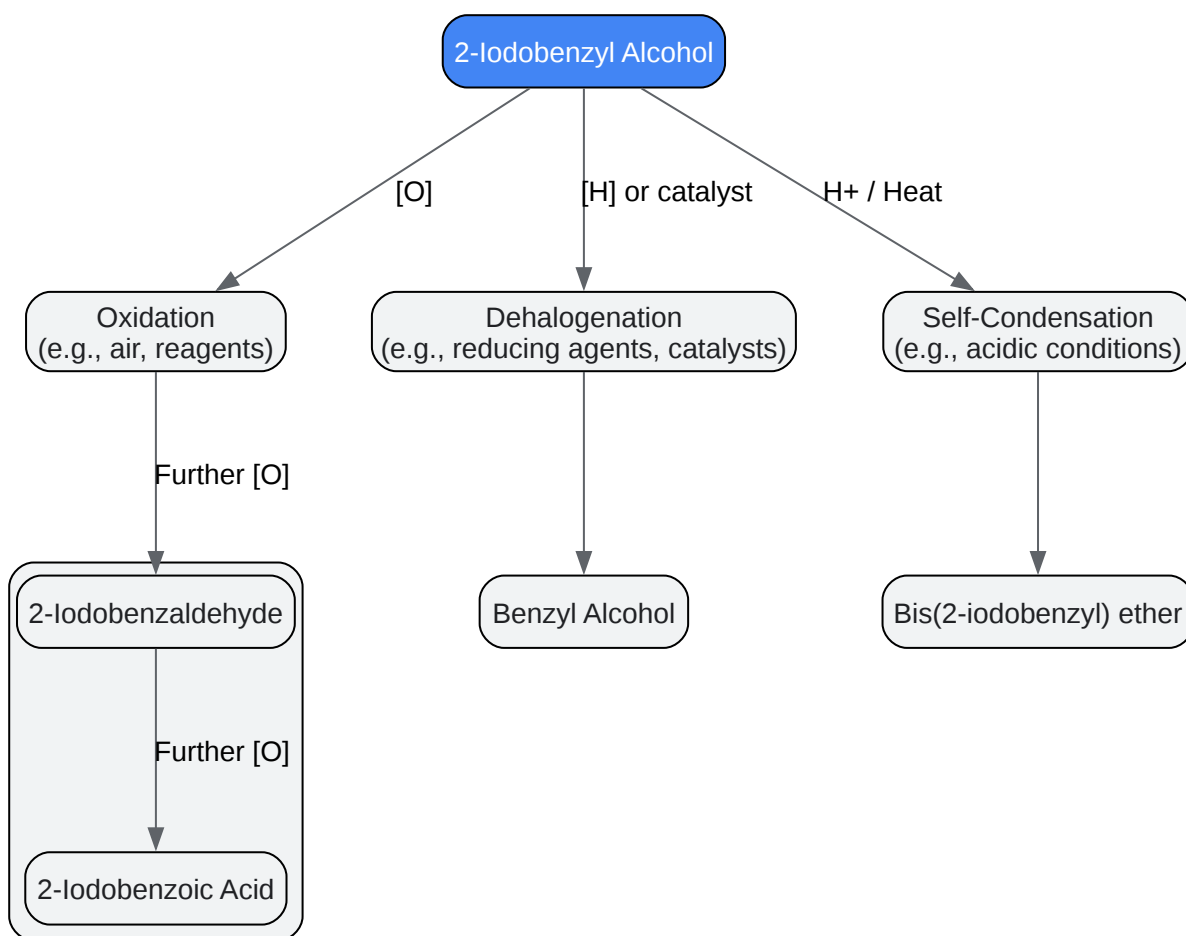 2-Iodobenzyl Alcohol
[O]
[H] or catalyst
H+ / Heat
Oxidation
(e.g., air, reagents)
Dehalogenation
(e.g., reducing agents, catalysts)
Self-Condensation
(e.g., acidic conditions)
Further [O]
2-Iodobenzaldehyde
Benzyl Alcohol
Bis(2-iodobenzyl) ether
Further [O]
2-Iodobenzoic Acid